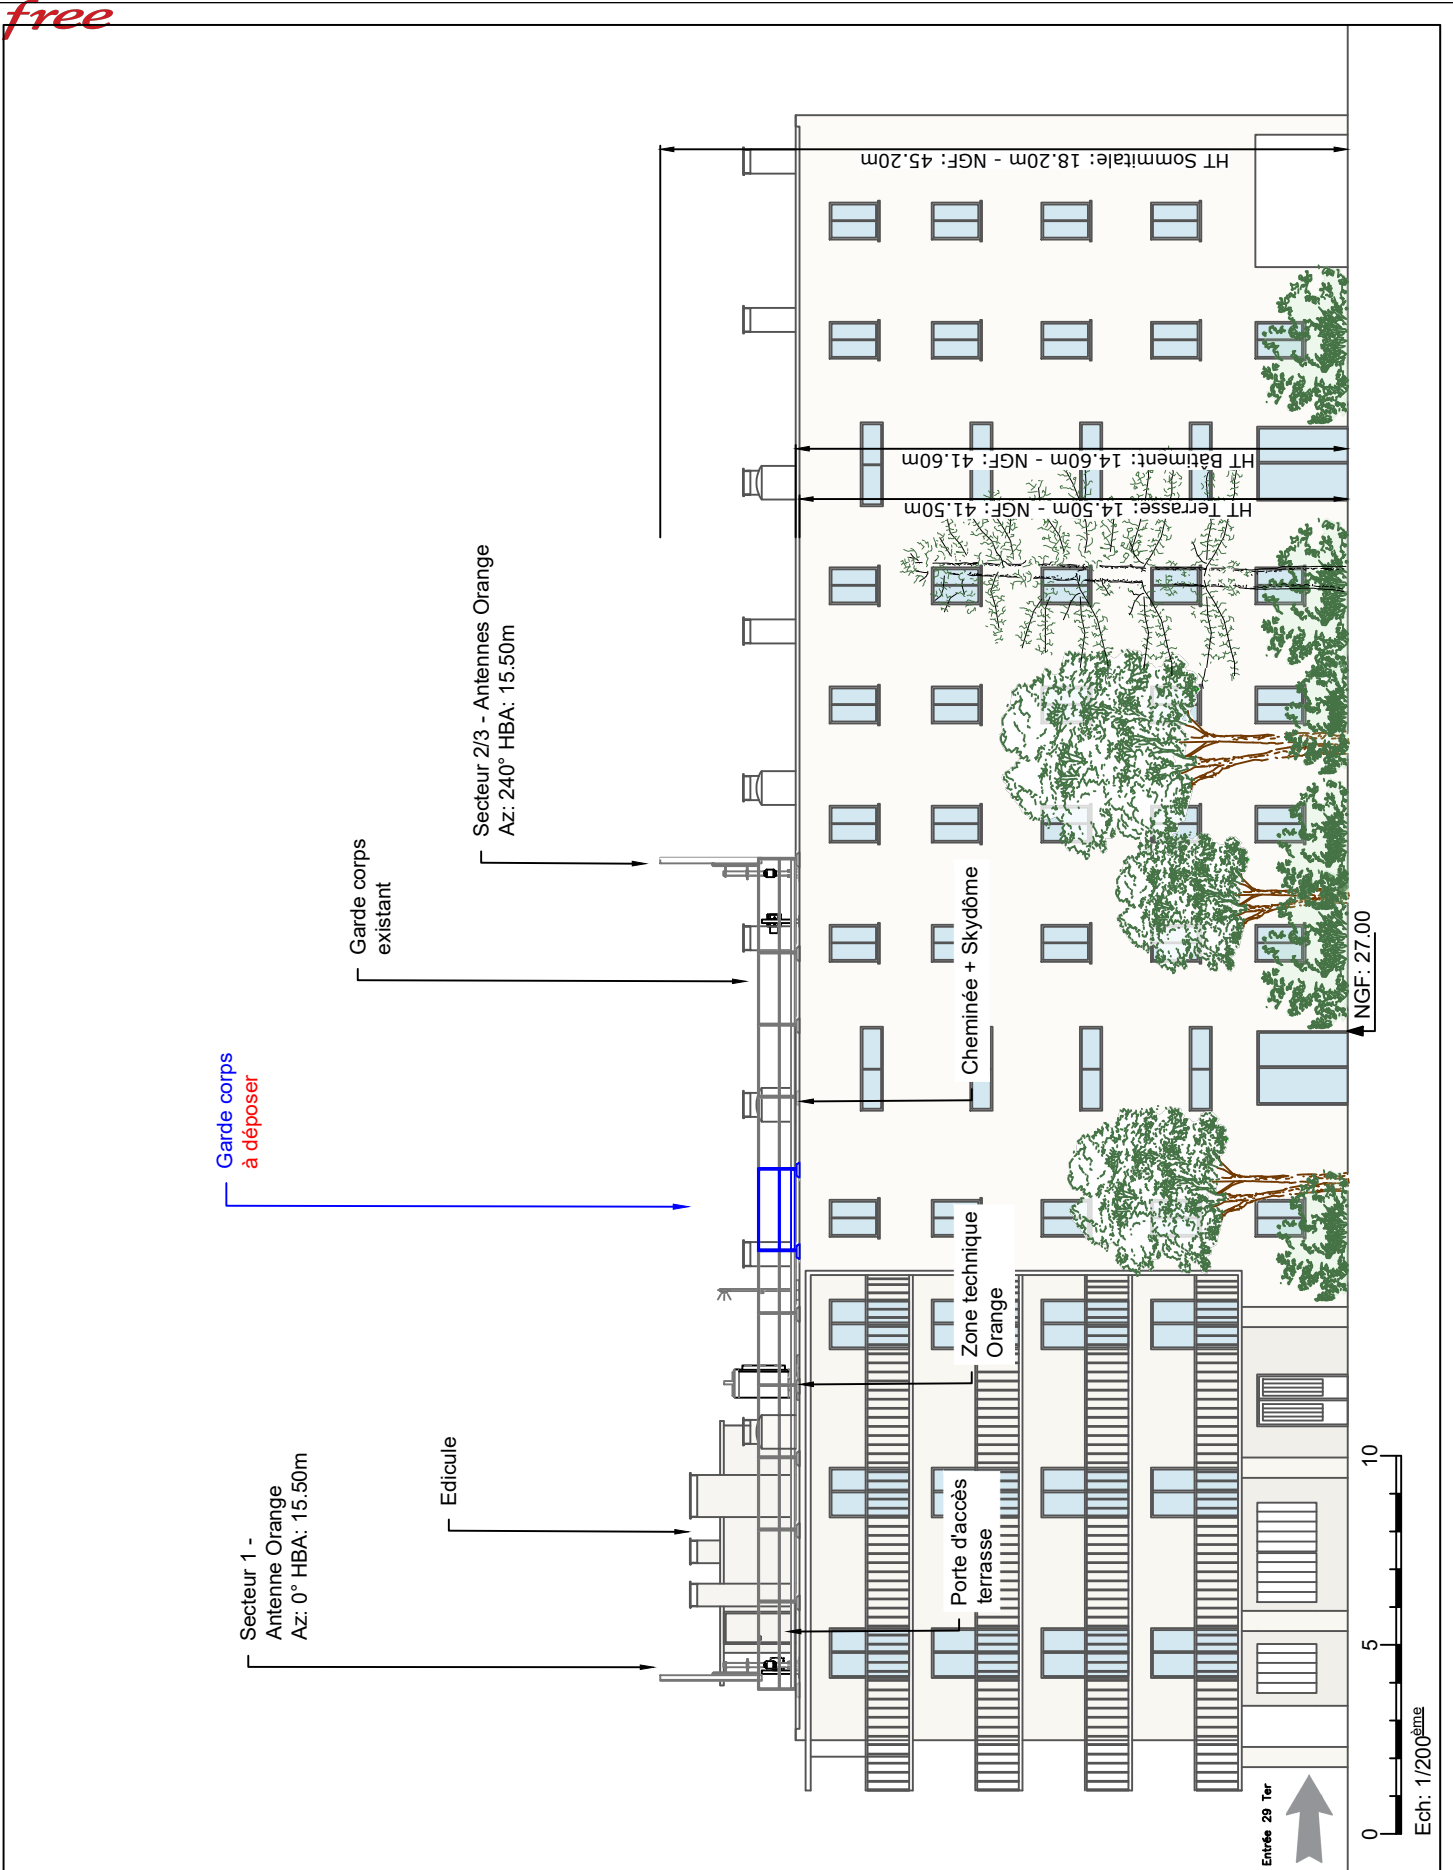 free
Secteur 1 -
Antenne Orange
Az: 0° HBA: 15.50m
Edicule
Garde corps
à déposer
Garde corps
existant
Secteur 2/3 - Antennes Orange
Az: 240° HBA: 15.50m
HT Sommitale: 18.20m - NGF: 45.20m
HT Bâtiment: 14.60m - NGF: 41.60m
HT Terrasse: 14.50m - NGF: 41.50m
Porte d'accès
terrasse
Zone technique
Orange
Cheminée + Skydôme
NGF: 27.00
Entrée 29 Ter
0 5 10
Ech: 1/200ème